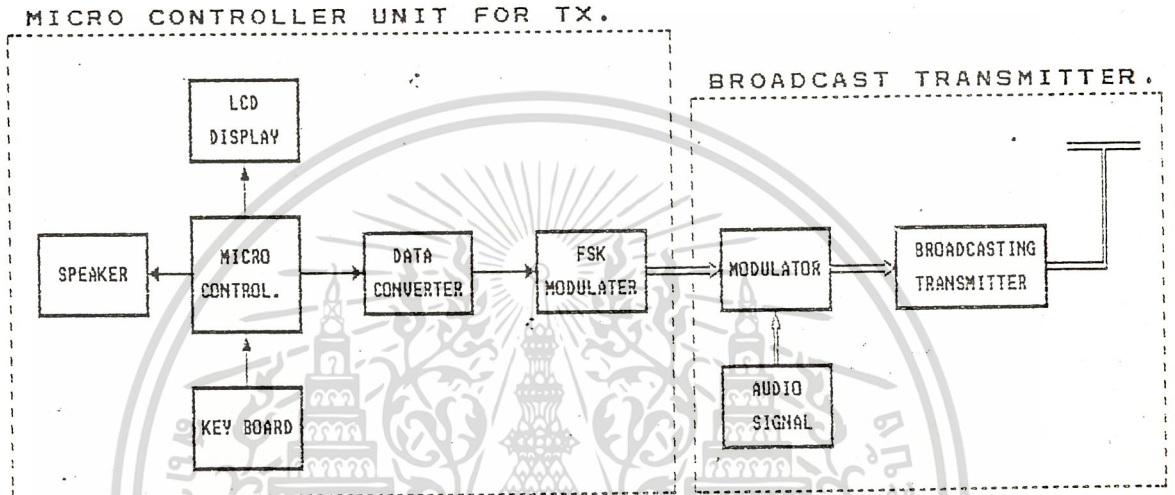 MICRO CONTROLLER UNIT FOR TX.
BROADCAST TRANSMITTER.
LCD
DISPLAY
SPEAKER
MICRO
CONTROL.
DATA
CONVERTER
FSK
MODULATER
MODULATOR
BROADCASTING
TRANSMITTER
KEY BOARD
AUDIO
SIGNAL